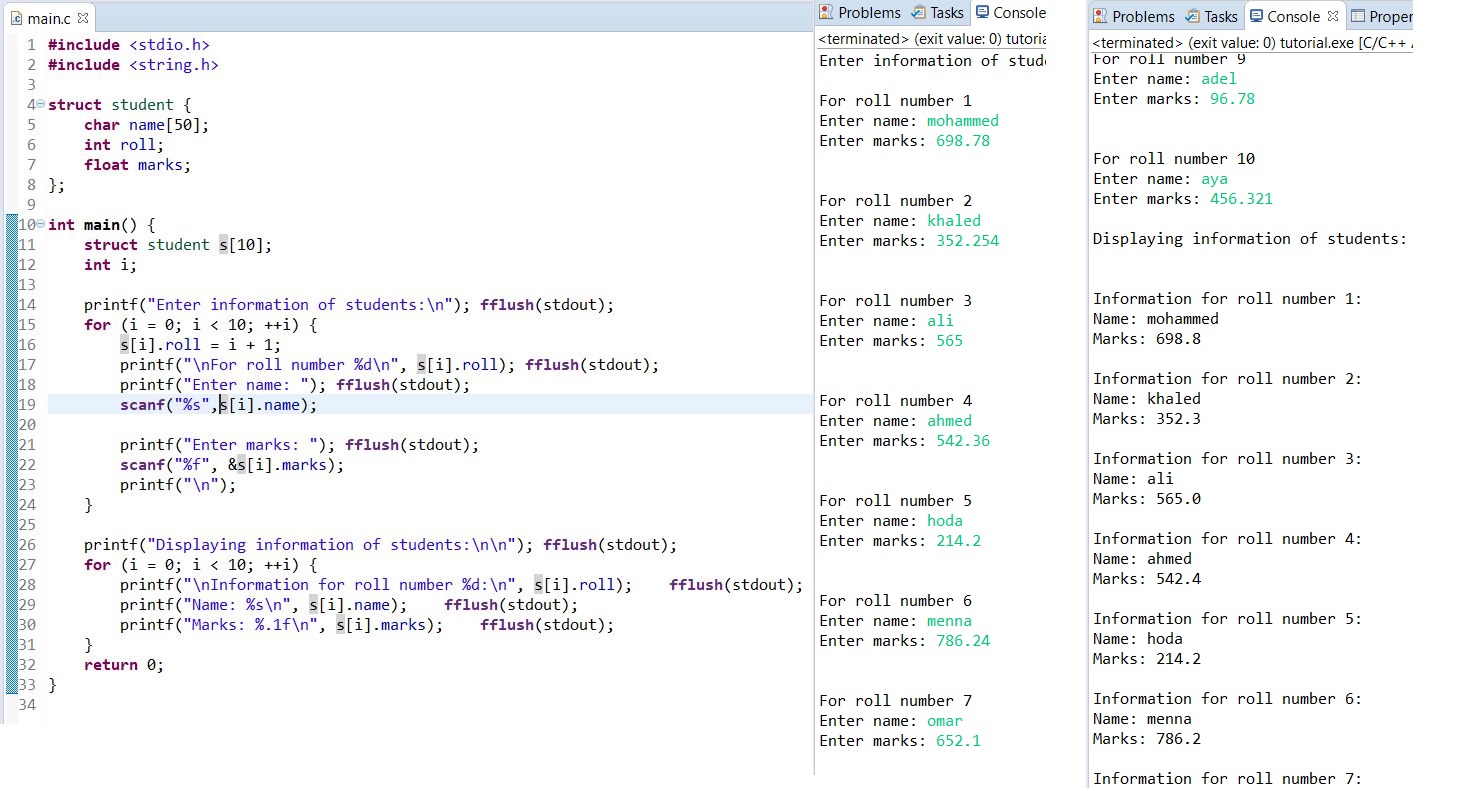 main.c
1 #include <stdio.h>
2 #include <string.h>
3
4 struct student {
5     char name[50];
6     int roll;
7     float marks;
8 };
9
10 int main() {
11     struct student s[10];
12     int i;
13
14     printf("Enter information of students:\n"); fflush(stdout);
15     for (i = 0; i < 10; ++i) {
16         s[i].roll = i + 1;
17         printf("\nFor roll number %d\n", s[i].roll); fflush(stdout);
18         printf("Enter name: "); fflush(stdout);
19         scanf("%s",s[i].name);
20
21         printf("Enter marks: "); fflush(stdout);
22         scanf("%f", &s[i].marks);
23         printf("\n");
24     }
25
26     printf("Displaying information of students:\n\n"); fflush(stdout);
27     for (i = 0; i < 10; ++i) {
28         printf("\nInformation for roll number %d:\n", s[i].roll);    fflush(stdout);
29         printf("Name: %s\n", s[i].name);    fflush(stdout);
30         printf("Marks: %.1f\n", s[i].marks);    fflush(stdout);
31     }
32     return 0;
33 }
34
Problems Tasks Console
<terminated> (exit value: 0) tutoria
Enter information of stude
For roll number 1
Enter name: mohammed
Enter marks: 698.78
For roll number 2
Enter name: khaled
Enter marks: 352.254
For roll number 3
Enter name: ali
Enter marks: 565
For roll number 4
Enter name: ahmed
Enter marks: 542.36
For roll number 5
Enter name: hoda
Enter marks: 214.2
For roll number 6
Enter name: menna
Enter marks: 786.24
For roll number 7
Enter name: omar
Enter marks: 652.1
Problems Tasks Console Proper
<terminated> (exit value: 0) tutorial.exe [C/C++
For roll number 9
Enter name: adel
Enter marks: 96.78
For roll number 10
Enter name: aya
Enter marks: 456.321
Displaying information of students:
Information for roll number 1:
Name: mohammed
Marks: 698.8
Information for roll number 2:
Name: khaled
Marks: 352.3
Information for roll number 3:
Name: ali
Marks: 565.0
Information for roll number 4:
Name: ahmed
Marks: 542.4
Information for roll number 5:
Name: hoda
Marks: 214.2
Information for roll number 6:
Name: menna
Marks: 786.2
Information for roll number 7: